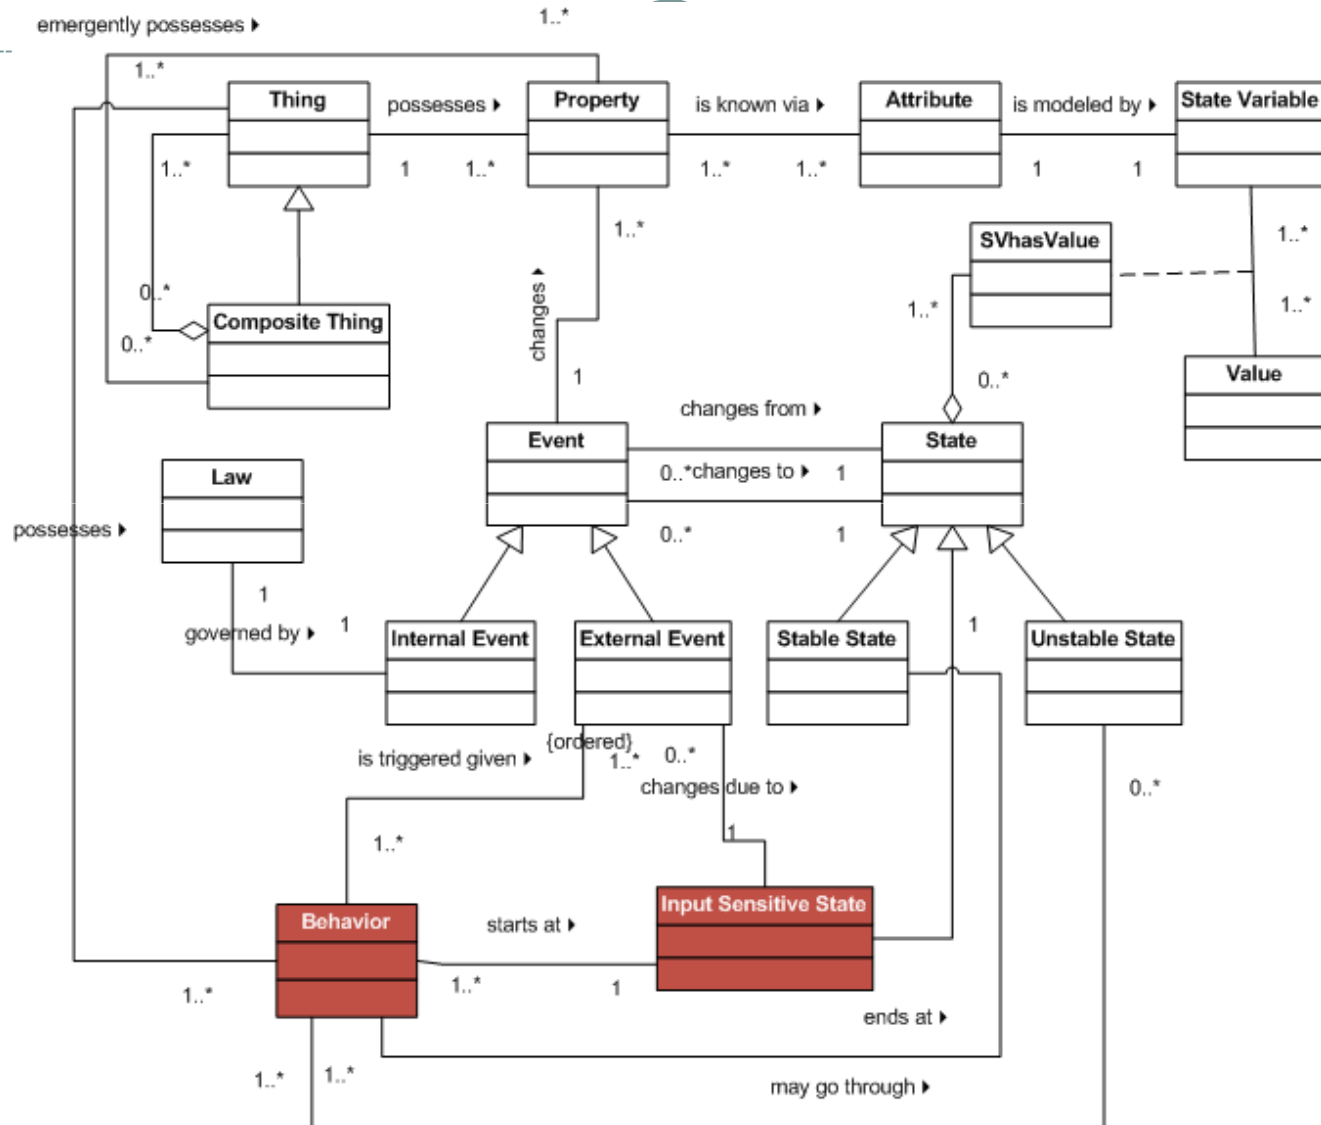 emergently possesses
1..*
1..*
Thing
possesses
Property
is known via
Attribute
is modeled by
State Variable
1..*
1
1..*
1..*
1..*
1
1
1..*
SVhasValue
1..*
0..*
changes
1..*
1..*
Composite Thing
0..*
1
0..*
Value
changes from
Event
State
0..*
changes to
1
Law
possesses
0..*
1
1
governed by
1
Internal Event
External Event
Stable State
1
Unstable State
{ordered}
is triggered given
1..*
0..*
changes due to
0..*
1
1..*
Behavior
starts at
Input Sensitive State
1..*
1..*
1
ends at
1..*
1..*
may go through